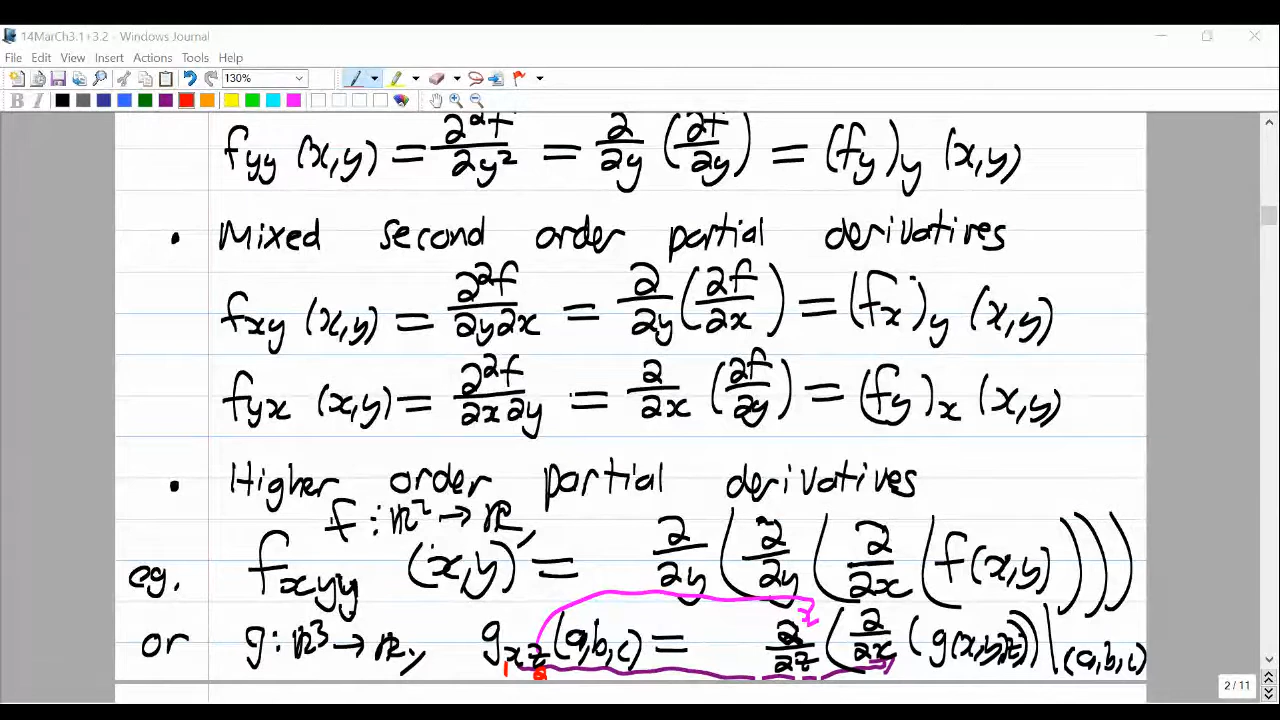 14MarCh3.1+3.2 - Windows Journal
File Edit View Insert Actions Tools Help
130%
B I
f_yy (x,y) = ∂²f/∂y² = ∂/∂y (∂f/∂y) = (f_y)_y (x,y)
• Mixed second order partial derivatives
f_xy (x,y) = ∂²f/∂y∂x = ∂/∂y (∂f/∂x) = (f_x)_y (x,y)
f_yx (x,y) = ∂²f/∂x∂y = ∂/∂x (∂f/∂y) = (f_y)_x (x,y)
• Higher order partial derivatives
f : ℝ² → ℝ,
eg. f_xyy (x,y) = ∂/∂y (∂/∂y (∂/∂x (f(x,y))))
or g : ℝ³ → ℝ, g_xz (a,b,c) = ∂/∂z (∂/∂x (g(x,y,z)))|(a,b,c)
1 2
2 / 11